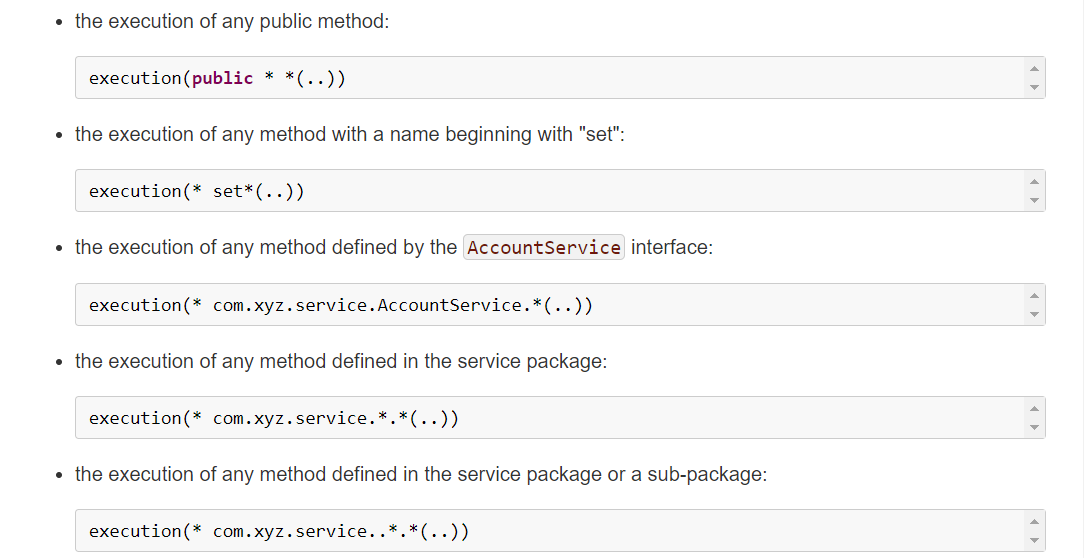 the execution of any public method:
execution(public * *(..))
the execution of any method with a name beginning with "set":
execution(* set*(..))
the execution of any method defined by the AccountService interface:
execution(* com.xyz.service.AccountService.*(..))
the execution of any method defined in the service package:
execution(* com.xyz.service.*.*(..))
the execution of any method defined in the service package or a sub-package:
execution(* com.xyz.service..*.*(..))